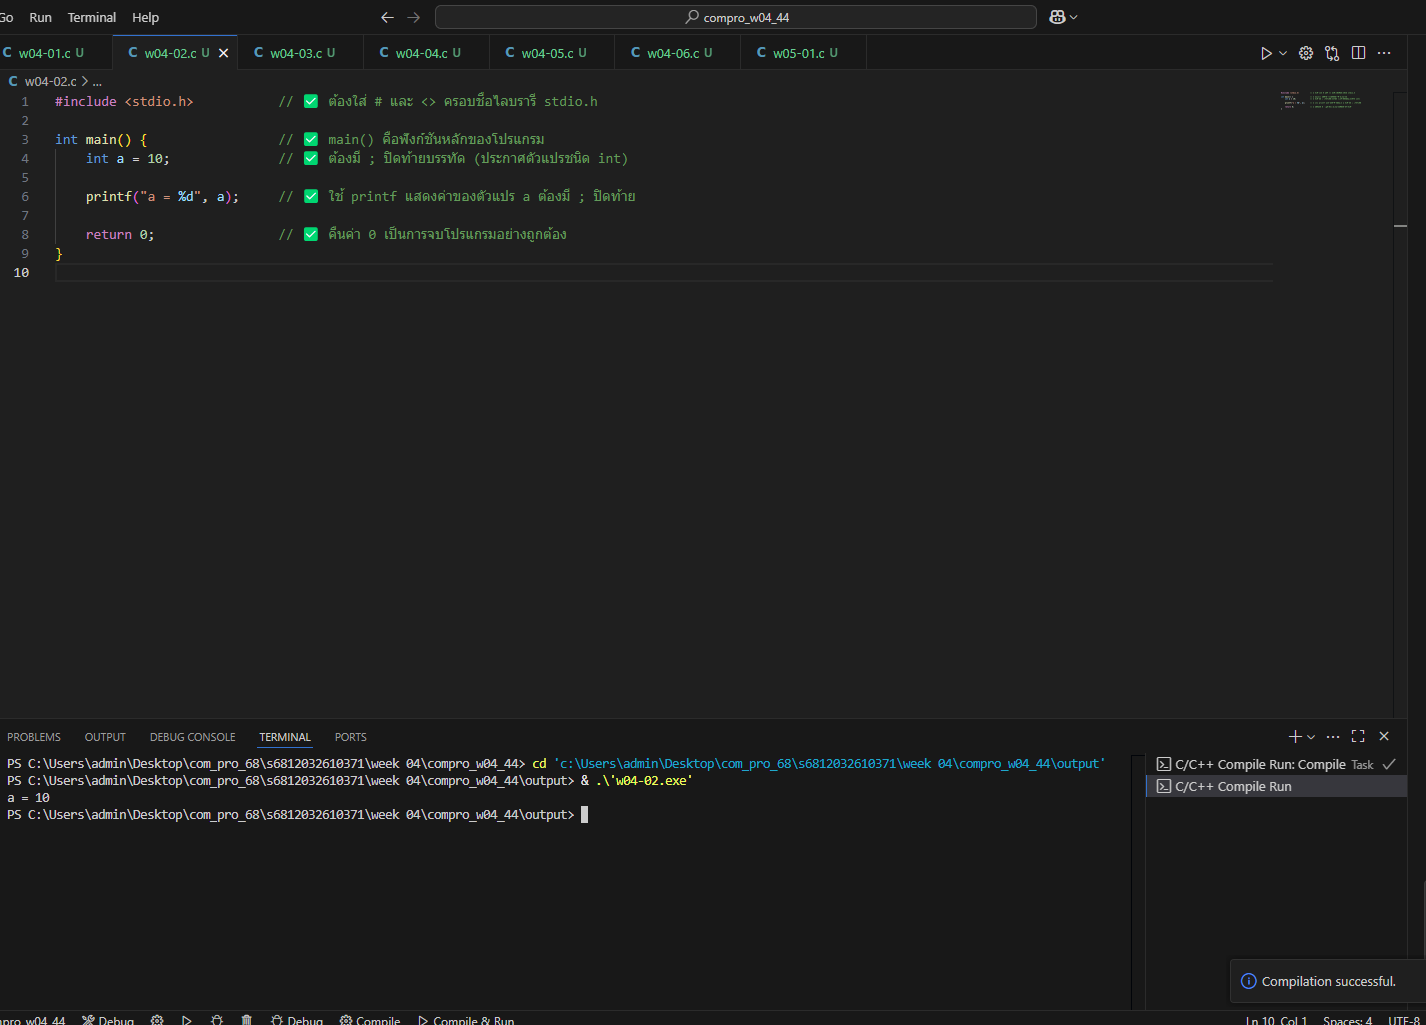 Go Run Terminal Help
compro_w04_44
C w04-01.c U C w04-02.c U C w04-03.c U C w04-04.c U C w04-05.c U C w04-06.c U C w05-01.c U
C w04-02.c > ...
1 #include <stdio.h> // ✅ ต้องใส่ # และ <> ครอบชื่อไลบรารี stdio.h
2
3 int main() { // ✅ main() คือฟังก์ชันหลักของโปรแกรม
4 int a = 10; // ✅ ต้องมี ; ปิดท้ายบรรทัด (ประกาศตัวแปรชนิด int)
5
6 printf("a = %d", a); // ✅ ใช้ printf แสดงค่าของตัวแปร a ต้องมี ; ปิดท้าย
7
8 return 0; // ✅ คืนค่า 0 เป็นการจบโปรแกรมอย่างถูกต้อง
9 }
10
PROBLEMS OUTPUT DEBUG CONSOLE TERMINAL PORTS
PS C:\Users\admin\Desktop\com_pro_68\s6812032610371\week 04\compro_w04_44> cd 'c:\Users\admin\Desktop\com_pro_68\s6812032610371\week 04\compro_w04_44\output'
PS C:\Users\admin\Desktop\com_pro_68\s6812032610371\week 04\compro_w04_44\output> & .\'w04-02.exe'
a = 10
PS C:\Users\admin\Desktop\com_pro_68\s6812032610371\week 04\compro_w04_44\output>
C/C++ Compile Run: Compile Task
C/C++ Compile Run
Compilation successful.
mpro_w04_44 Debug Debug Compile Compile & Run Ln 10, Col 1 Spaces: 4 UTF-8